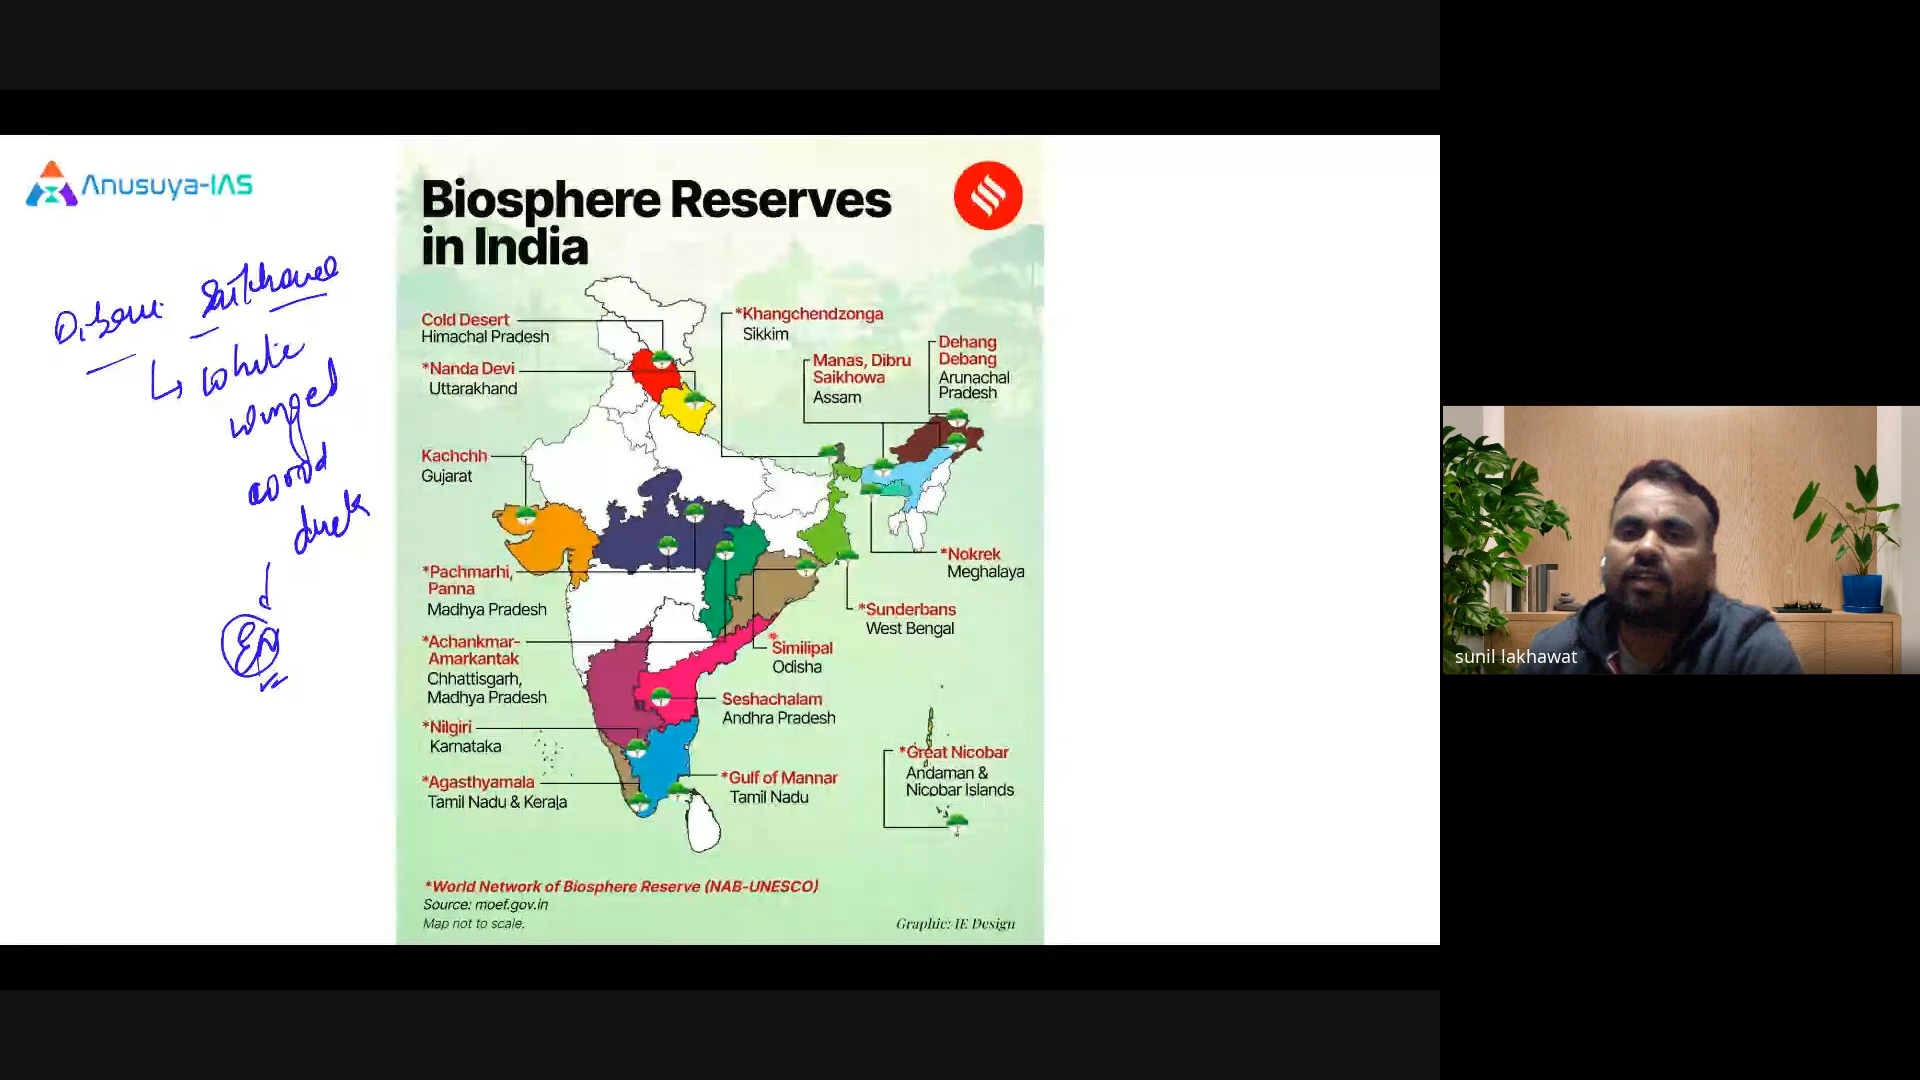 Anusuya-IAS
Dibru Saikhowa
↳ white
winged
wood
duck
EN
Biosphere Reserves
in India
Cold Desert
Himachal Pradesh
*Nanda Devi
Uttarakhand
Kachchh
Gujarat
*Pachmarhi,
Panna
Madhya Pradesh
*Achankmar-
Amarkantak
Chhattisgarh,
Madhya Pradesh
*Nilgiri
Karnataka
*Agasthyamala
Tamil Nadu & Kerala
*Khangchendzonga
Sikkim
Manas, Dibru
Saikhowa
Assam
Dehang
Debang
Arunachal
Pradesh
*Nokrek
Meghalaya
*Sunderbans
West Bengal
*
Similipal
Odisha
Seshachalam
Andhra Pradesh
*Gulf of Mannar
Tamil Nadu
*Great Nicobar
Andaman &
Nicobar Islands
*World Network of Biosphere Reserve (NAB-UNESCO)
Source: moef.gov.in
Map not to scale.
Graphic: IE Design
sunil lakhawat